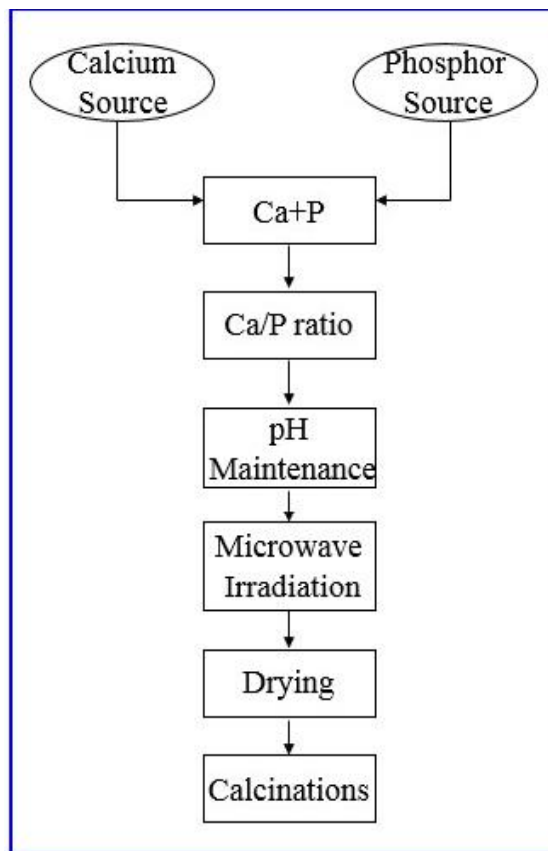 Calcium
Source
Phosphor
Source
Ca+P
Ca/P ratio
pH
Maintenance
Microwave
Irradiation
Drying
Calcinations